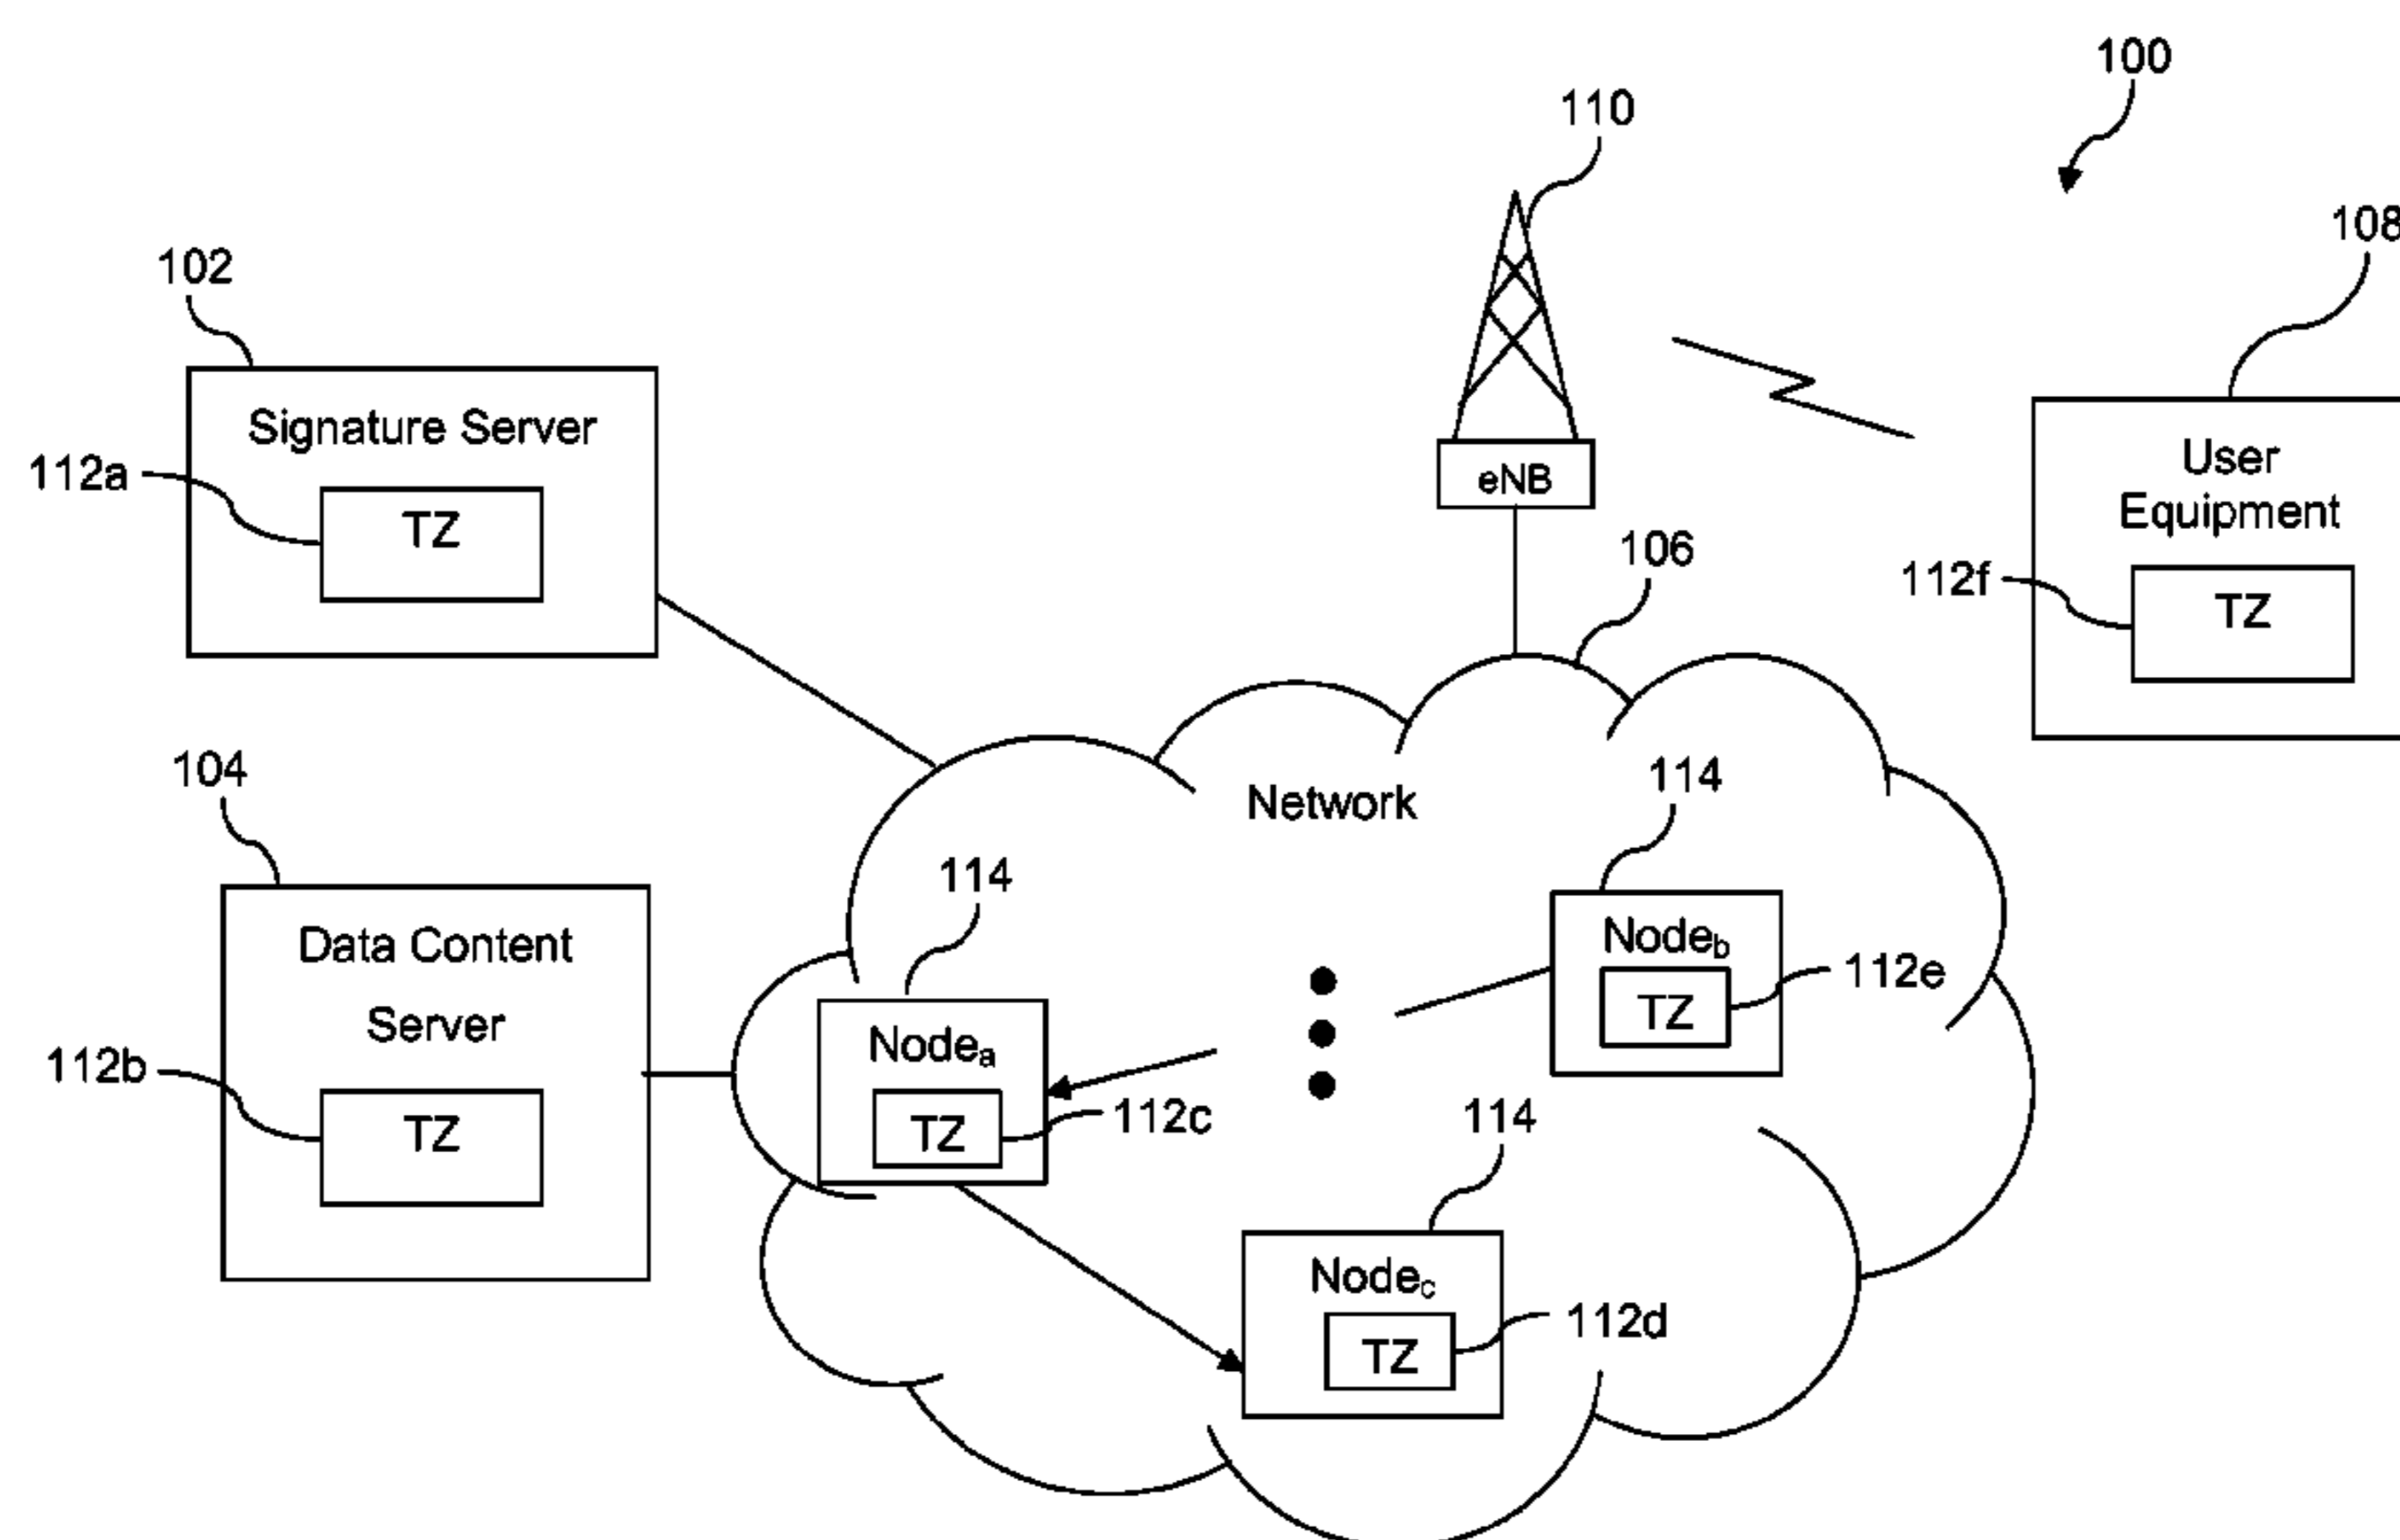 100
110
108
102
Signature Server
112a
TZ
eNB
User
Equipment
112f
TZ
106
104
Network
114
114
Data Content
Server
112b
TZ
Nodea
TZ
112c
Nodeb
TZ
112e
114
Nodec
TZ
112d